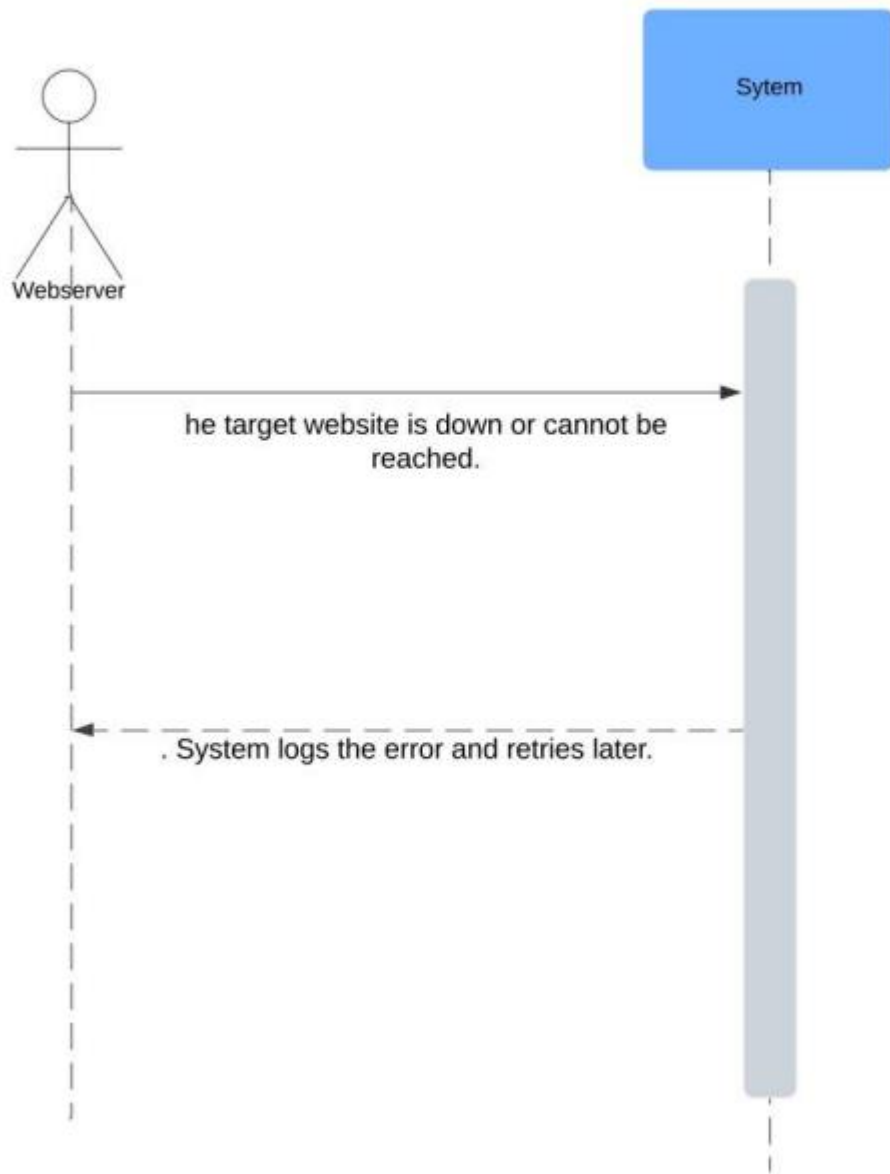 Sytem
Webserver
he target website is down or cannot be
reached.
. System logs the error and retries later.